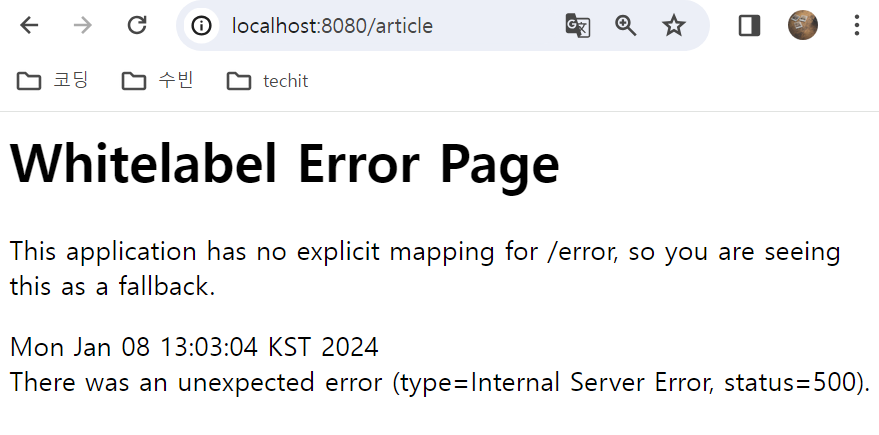 localhost:8080/article
코딩 수빈 techit
Whitelabel Error Page
This application has no explicit mapping for /error, so you are seeing
this as a fallback.
Mon Jan 08 13:03:04 KST 2024
There was an unexpected error (type=Internal Server Error, status=500).